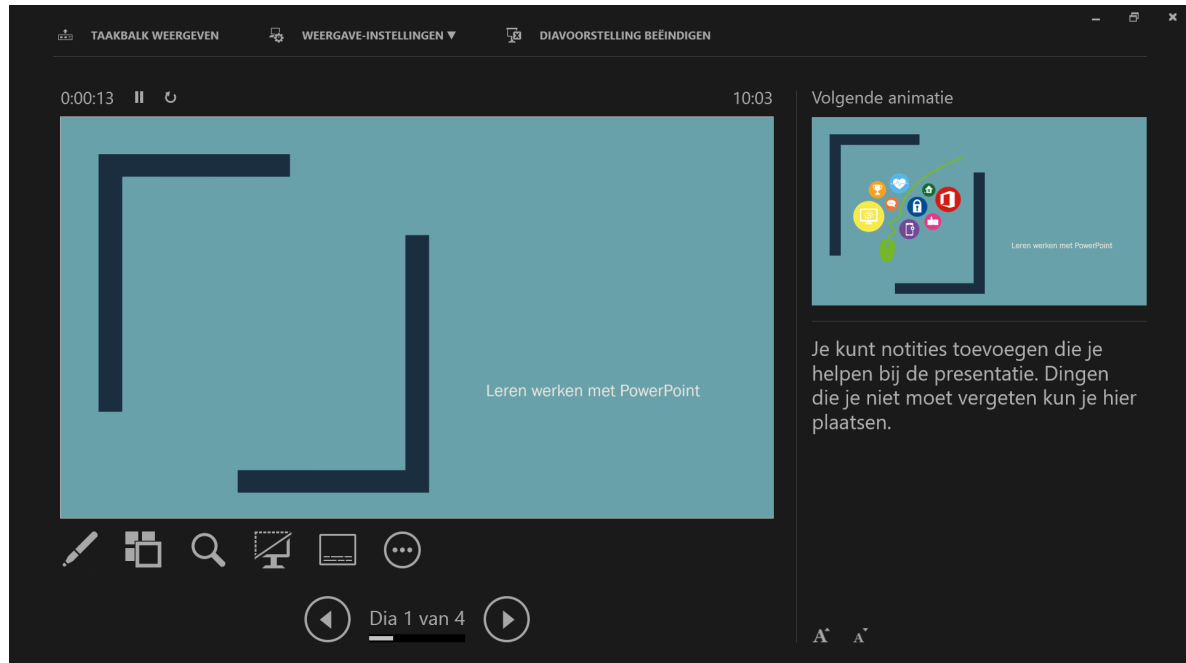 TAAKBALK WEERGEVEN
WEERGAVE-INSTELLINGEN ▼
DIAVOORSTELLING BEËINDIGEN
0:00:13
10:03
Leren werken met PowerPoint
Dia 1 van 4
Volgende animatie
Leren werken met PowerPoint
Je kunt notities toevoegen die je
helpen bij de presentatie. Dingen
die je niet moet vergeten kun je hier
plaatsen.
A A